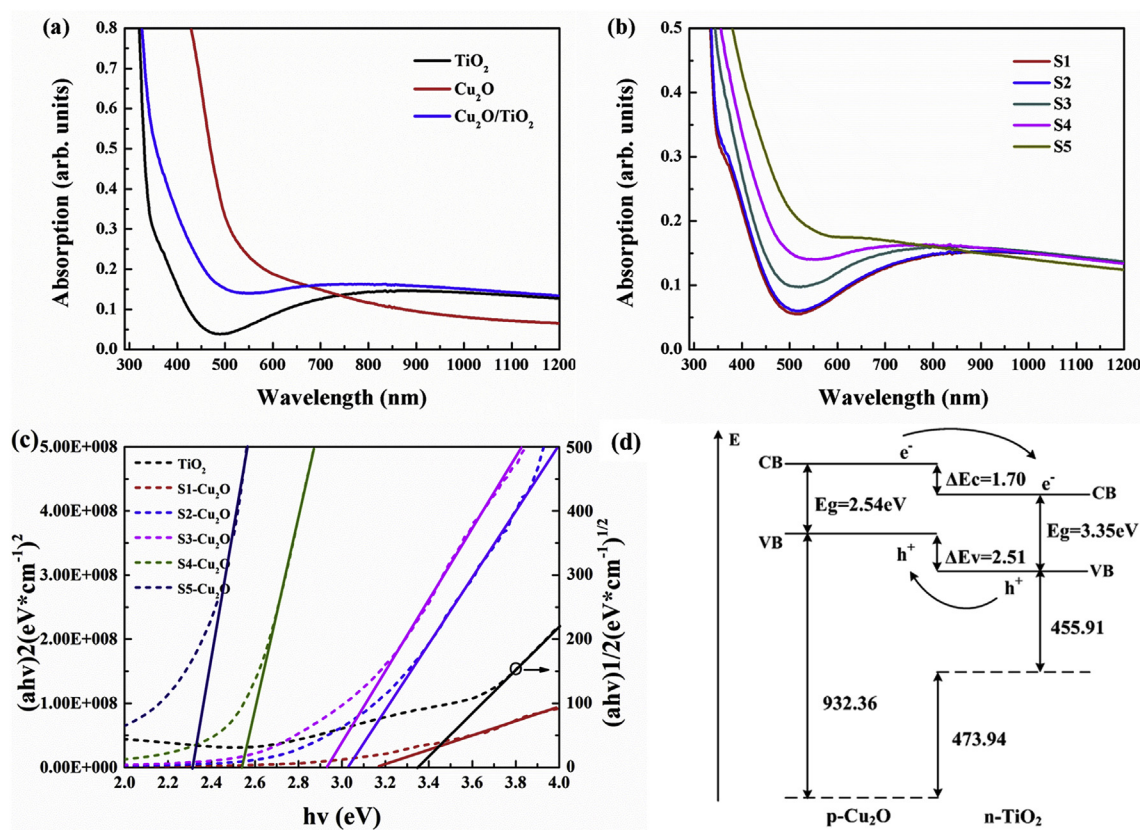 (a)
0.8
0.7
0.6
0.5
0.4
0.3
0.2
0.1
0.0
Absorption (arb. units)
TiO₂
Cu₂O
Cu₂O/TiO₂
300 400 500 600 700 800 900 1000 1100 1200
Wavelength (nm)
(b)
0.5
0.4
0.3
0.2
0.1
0.0
Absorption (arb. units)
S1
S2
S3
S4
S5
300 400 500 600 700 800 900 1000 1100 1200
Wavelength (nm)
(c)
5.00E+008
4.00E+008
3.00E+008
2.00E+008
1.00E+008
0.00E+000
(ahv)2(eV*cm⁻¹)²
TiO₂
S1-Cu₂O
S2-Cu₂O
S3-Cu₂O
S4-Cu₂O
S5-Cu₂O
500
400
300
200
100
0
(ahv)1/2(eV*cm⁻¹)¹/²
2.0 2.2 2.4 2.6 2.8 3.0 3.2 3.4 3.6 3.8 4.0
hv (eV)
(d)
E
e⁻
CB
ΔEc=1.70
e⁻
CB
Eg=2.54eV
Eg=3.35eV
VB
h⁺
ΔEv=2.51
VB
h⁺
455.91
932.36
473.94
p-Cu₂O
n-TiO₂